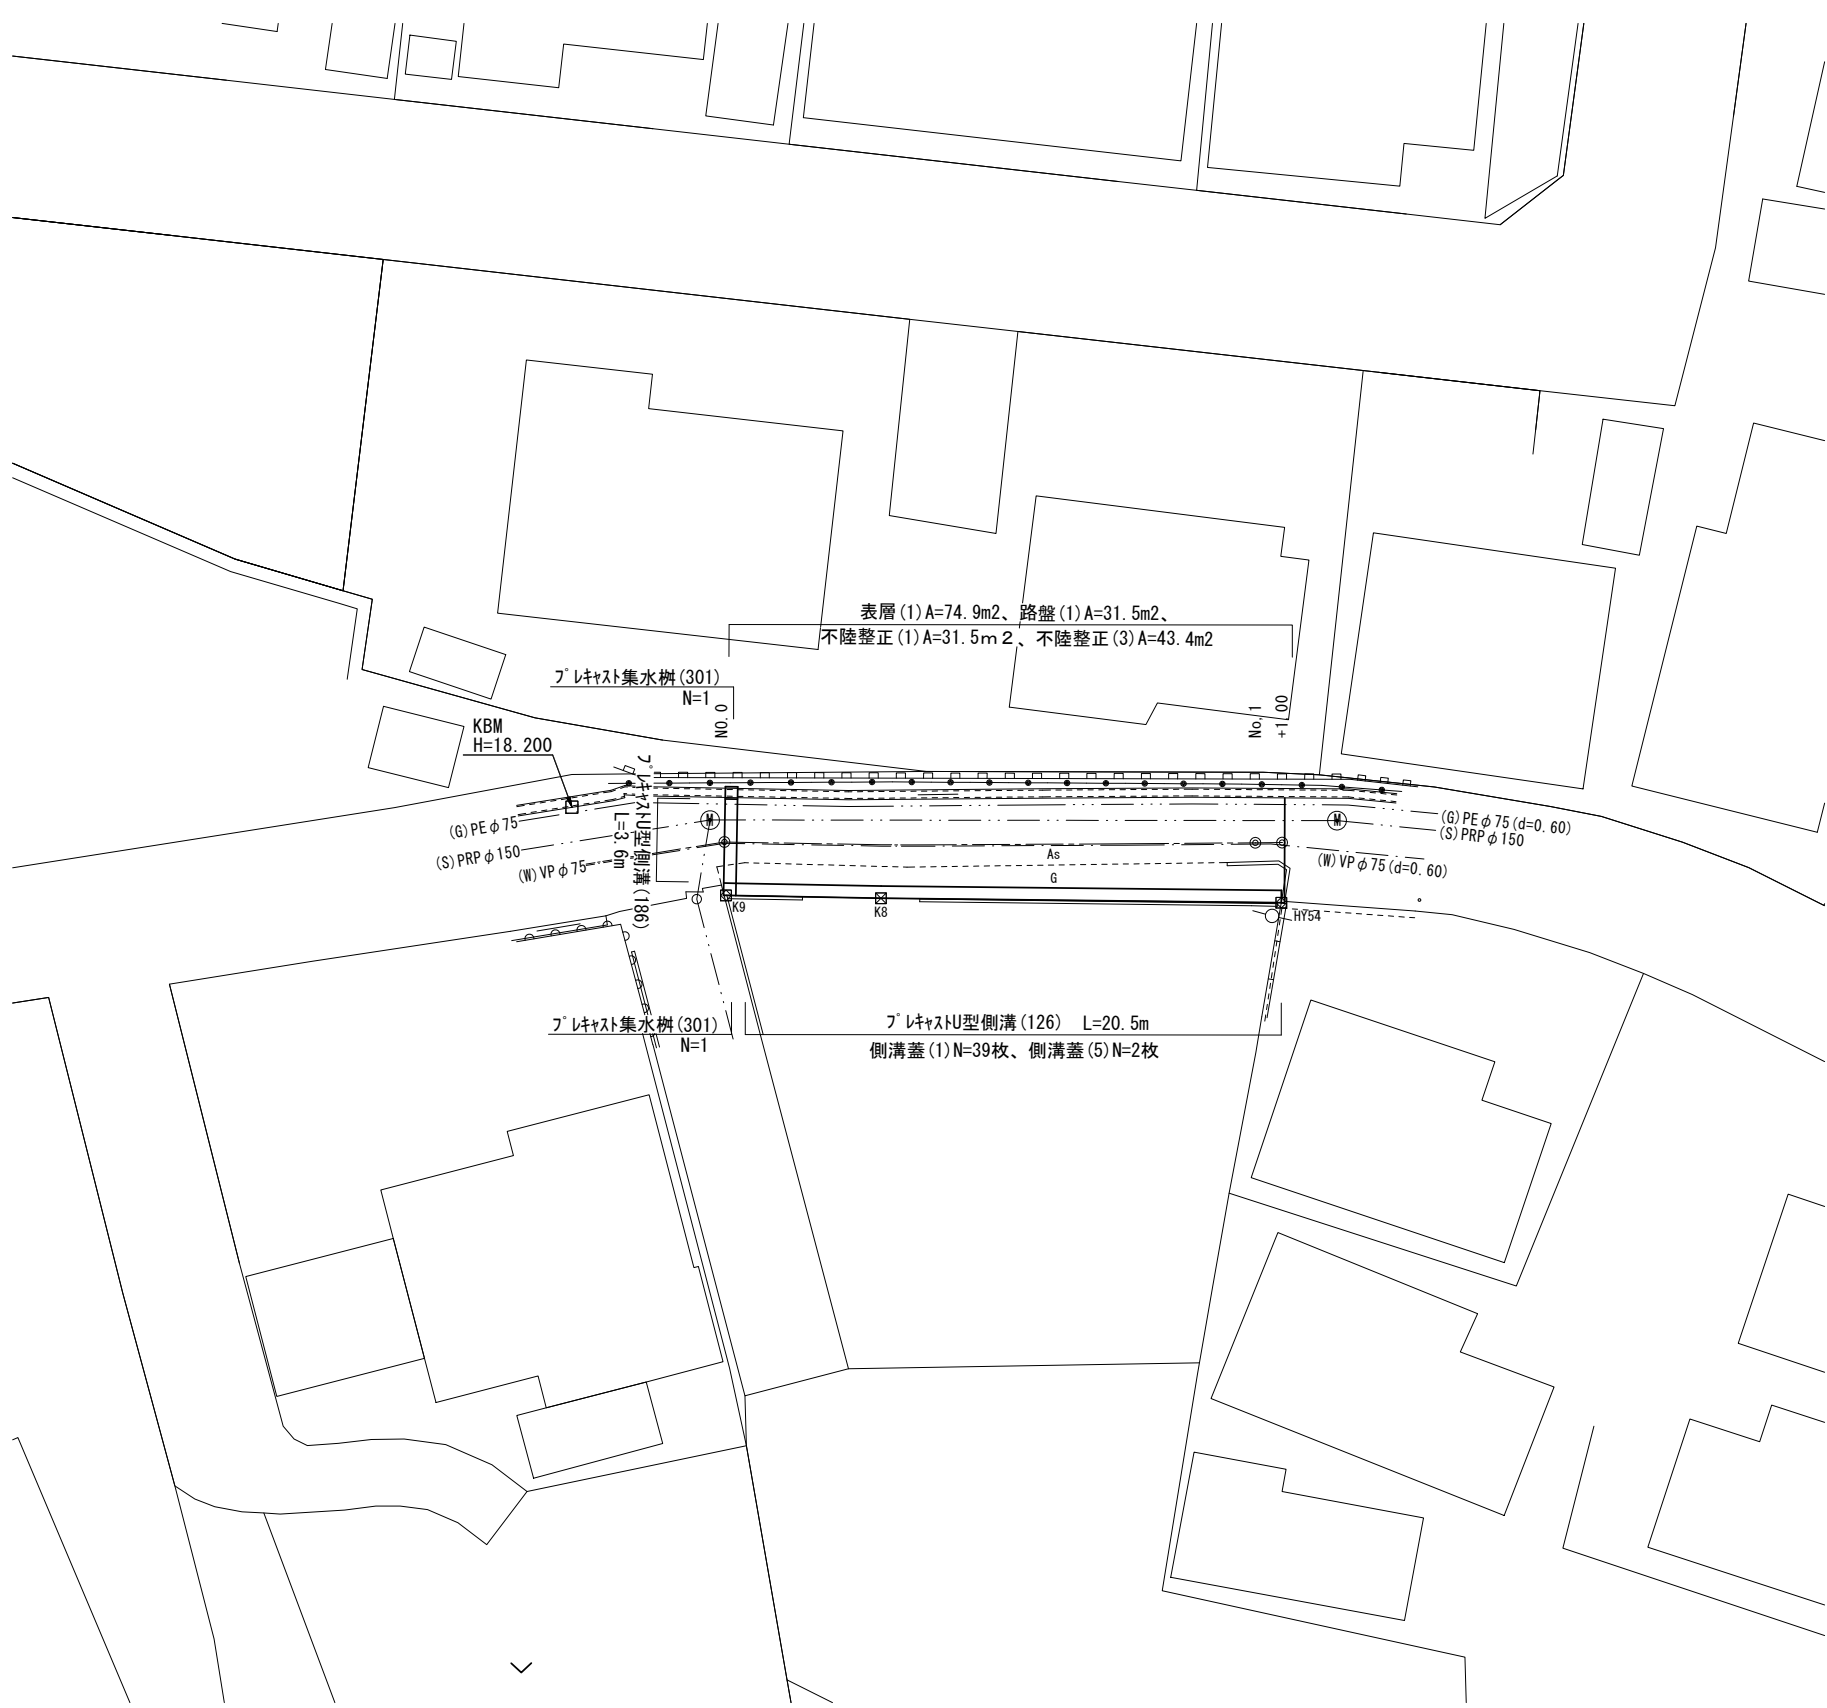 表層(1)A=74.9m2、路盤(1)A=31.5m2、
不陸整正(1)A=31.5ｍ２、不陸整正(3)A=43.4m2
ﾌﾟﾚｷｬｽﾄ集水桝(301)
N=1
NO.0
No,1
+1.00
KBM
H=18.200
ﾌﾟﾚｷｬｽﾄU型側溝(186)
L=3.6m
(G)PEφ75
(S)PRPφ150
(W)VPφ75
M
M
(G)PEφ75(d=0.60)
(S)PRPφ150
(W)VPφ75(d=0.60)
As
G
K9
K8
HY54
ﾌﾟﾚｷｬｽﾄ集水桝(301)
N=1
ﾌﾟﾚｷｬｽﾄU型側溝(126) L=20.5m
側溝蓋(1)N=39枚、側溝蓋(5)N=2枚